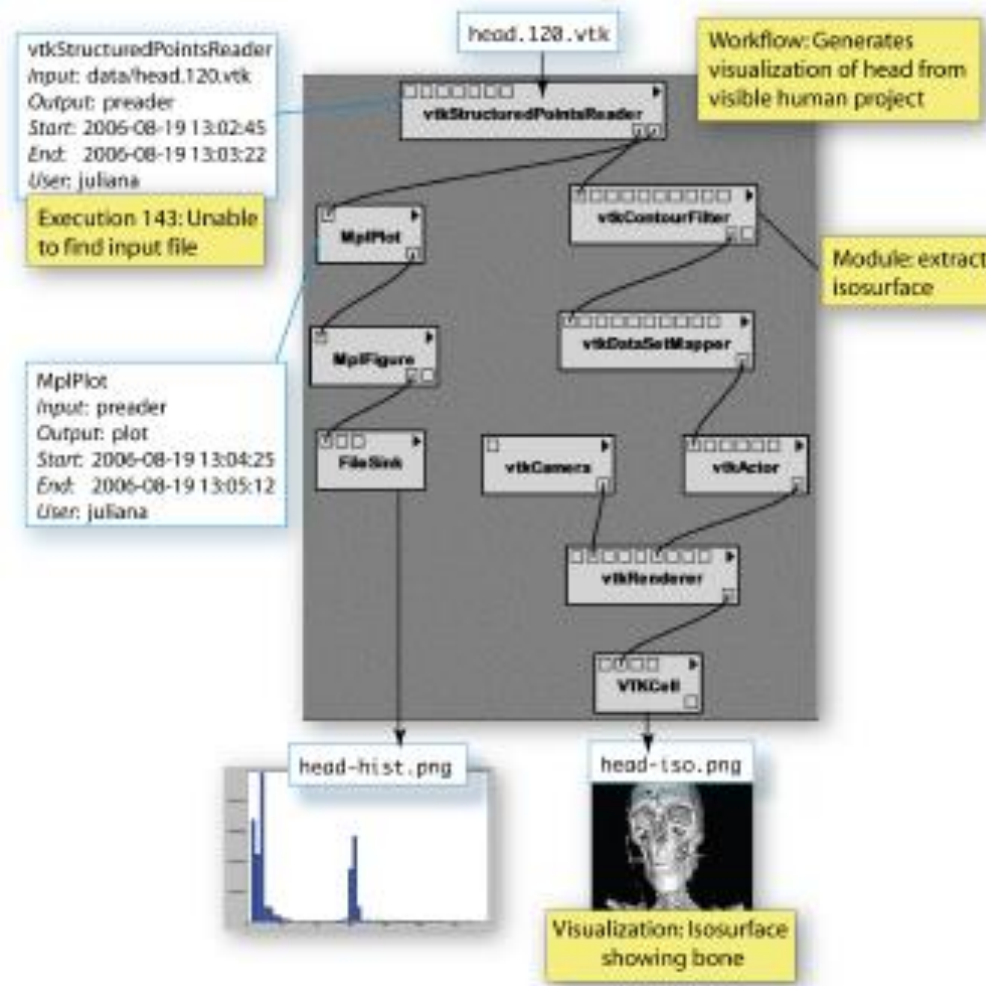 head.120.vtk
vtkStructuredPointsReader
Input: data/head.120.vtk
Output: preader
Start: 2006-08-19 13:02:45
End: 2006-08-19 13:03:22
User: juliana
Execution 143: Unable
to find input file
Workflow: Generates
visualization of head from
visible human project
vtkStructuredPointsReader
MplPlot
vtkContourFilter
Module: extract
isosurface
MplFigure
vtkDataSetMapper
MplPlot
Input: preader
Output: plot
Start: 2006-08-19 13:04:25
End: 2006-08-19 13:05:12
User: juliana
FileSink
vtkCamera
vtkActor
vtkRenderer
VTKCell
head-hist.png
head-iso.png
Visualization: Isosurface
showing bone